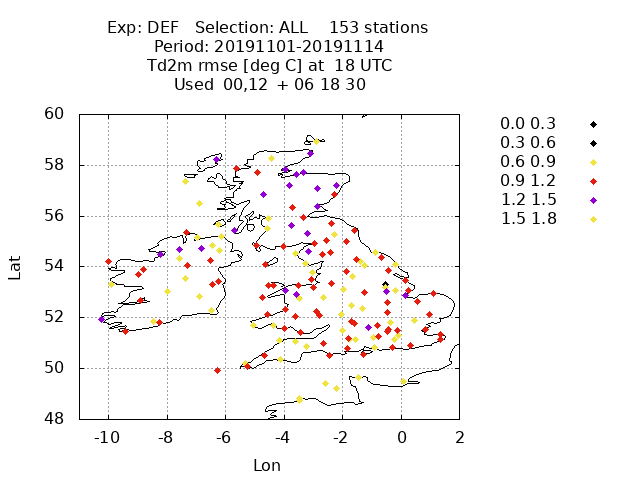 Exp: DEF   Selection: ALL    153 stations
Period: 20191101-20191114
Td2m rmse [deg C] at  18 UTC
Used  00,12  + 06 18 30
60
58
56
54
52
50
48
Lat
-10 -8 -6 -4 -2 0 2
Lon
0.0 0.3
0.3 0.6
0.6 0.9
0.9 1.2
1.2 1.5
1.5 1.8